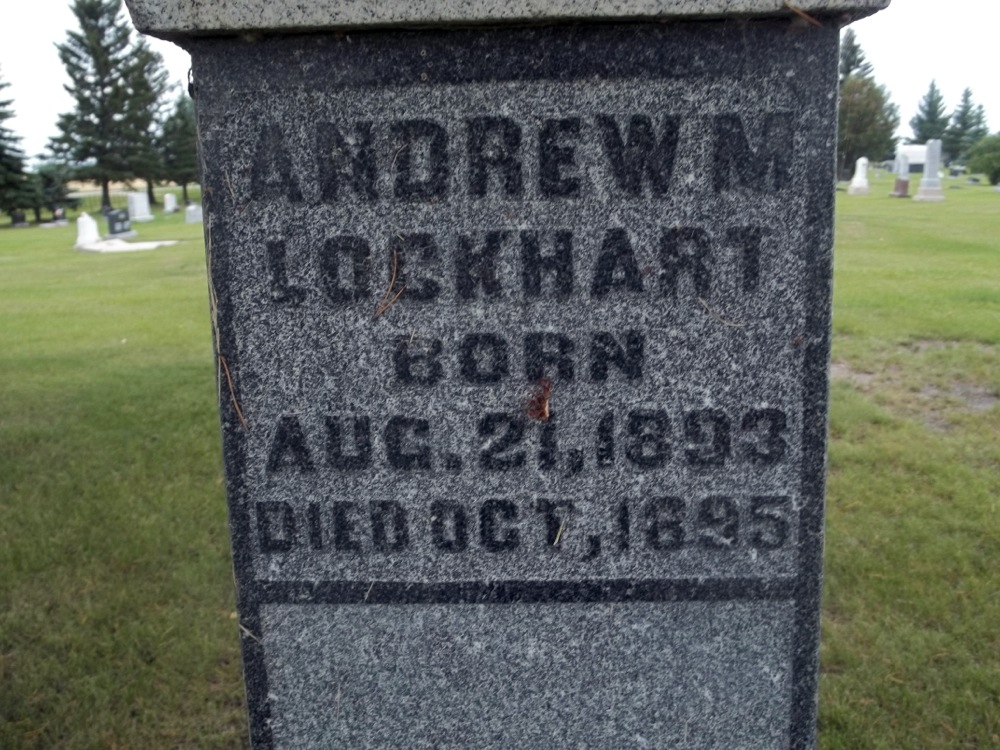 ANDREW M
LOCKHART
BORN
AUG. 21, 1893
DIED OCT, 1895